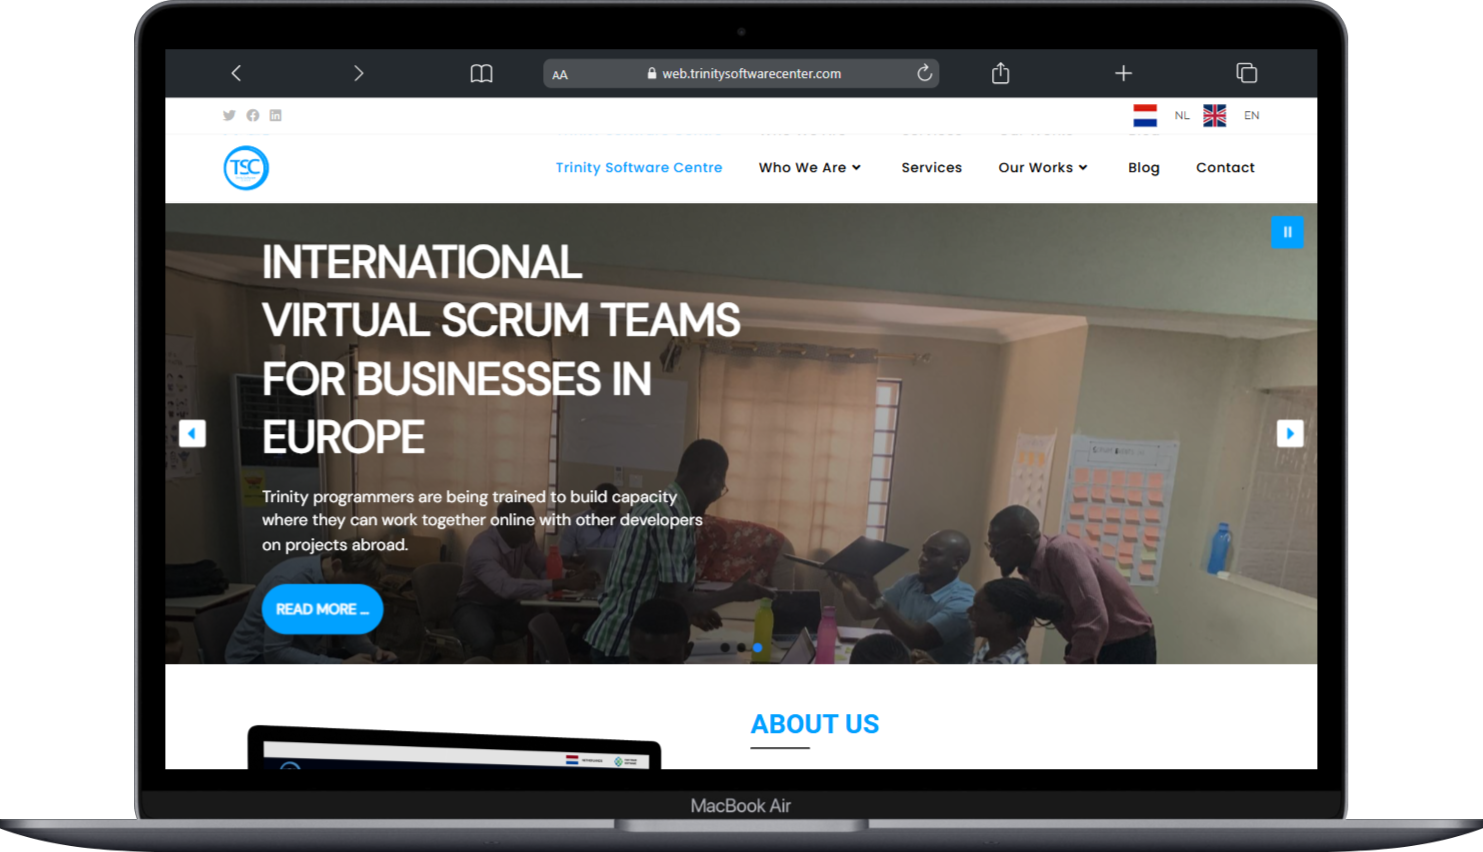 AA
web.trinitysoftwarecenter.com
NL
EN
TSC
Trinity Software Centre
Who We Are
Services
Our Works
Blog
Contact
INTERNATIONAL
VIRTUAL SCRUM TEAMS
FOR BUSINESSES IN
EUROPE
Trinity programmers are being trained to build capacity
where they can work together online with other developers
on projects abroad.
READ MORE ...
ABOUT US
MacBook Air